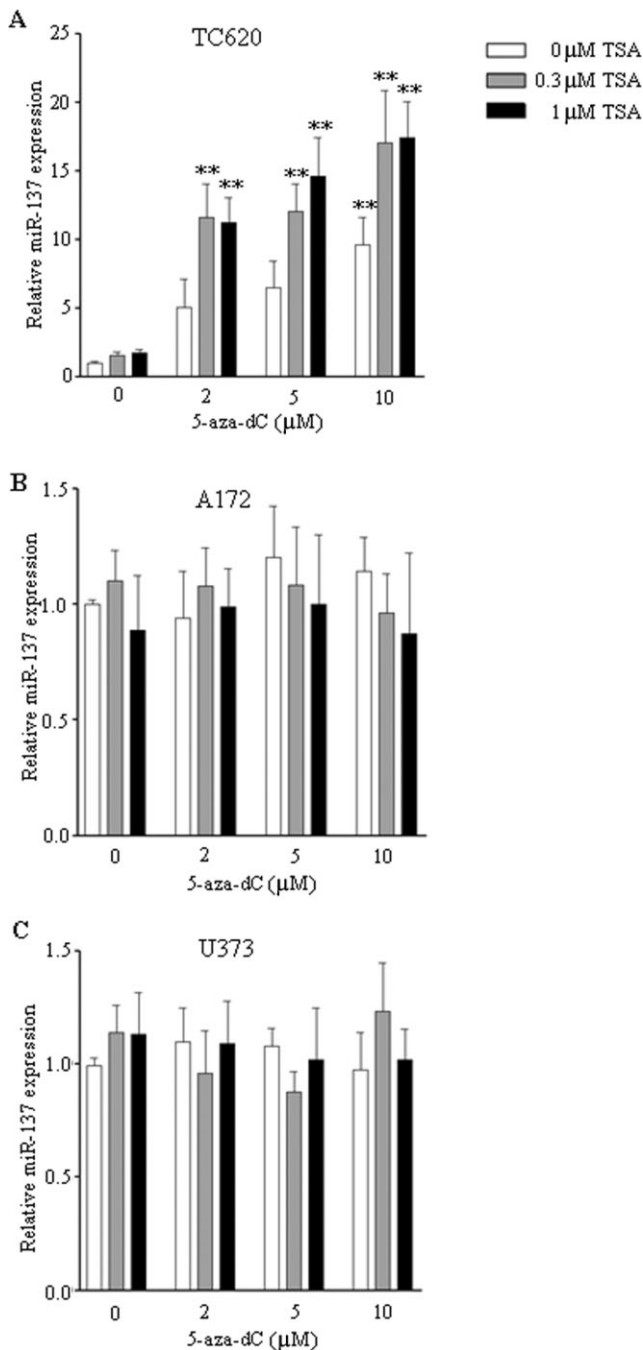 A
TC620
0 μM TSA
0.3 μM TSA
1 μM TSA
Relative miR-137 expression
25
20
15
10
5
0
** ** ** ** ** ** **
0 2 5 10
5-aza-dC (μM)
B
A172
Relative miR-137 expression
1.5
1.0
0.5
0.0
0 2 5 10
5-aza-dC (μM)
C
U373
Relative miR-137 expression
1.5
1.0
0.5
0.0
0 2 5 10
5-aza-dC (μM)